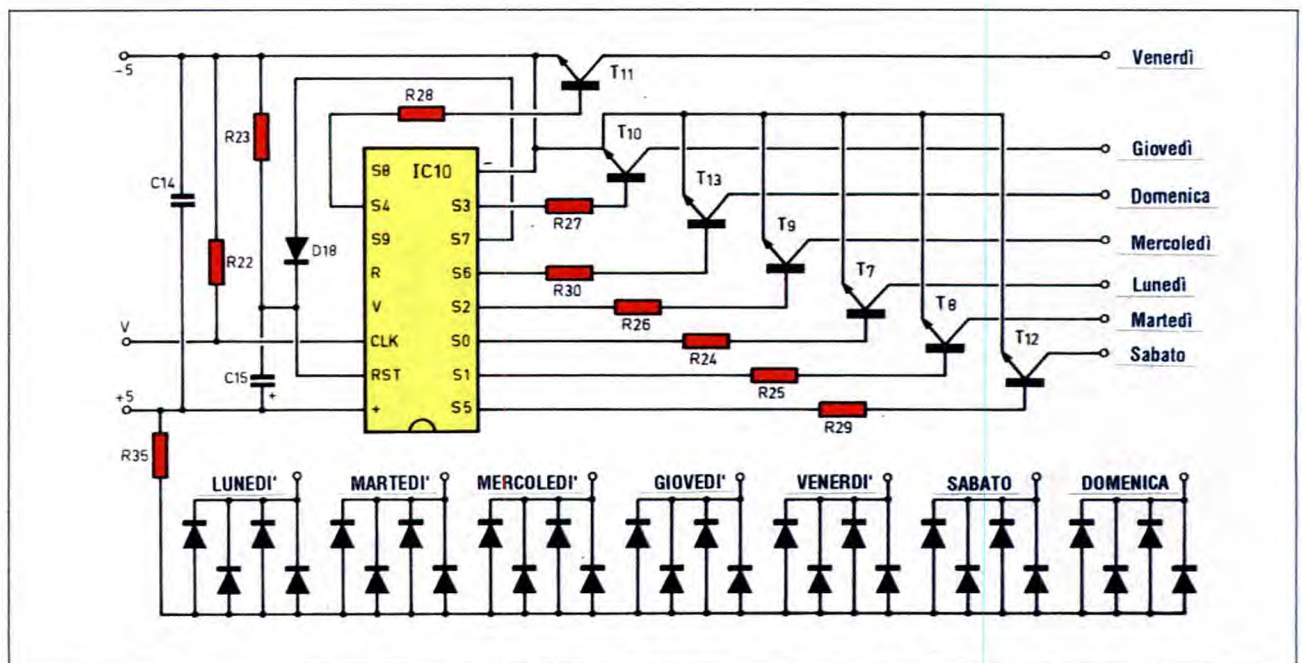 -5
T11
Venerdì
R28
R23
T10
Giovedì
C14
S8 IC10
T13
S4 S3
R27
Domenica
R22
D18
S9 S7
T9
Mercoledì
R S6
R30
T7
Lunedì
V S2
R26
T8
Martedì
V
CLK S0
R24
T12
Sabato
C15
RST S1
R25
+
+5
+ S5
R29
R35
LUNEDI' MARTEDI' MERCOLEDI' GIOVEDI' VENERDI' SABATO DOMENICA